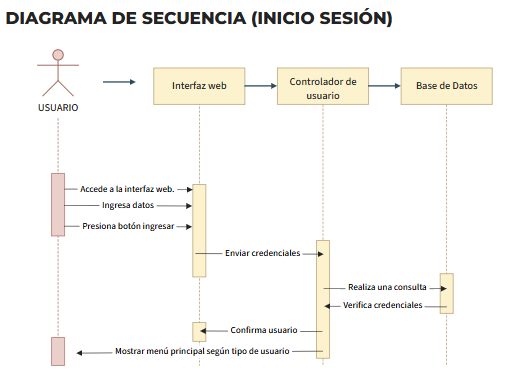 DIAGRAMA DE SECUENCIA (INICIO SESIÓN)
USUARIO
Interfaz web
Controlador de
usuario
Base de Datos
Accede a la interfaz web.
Ingresa datos
Presiona botón ingresar
Enviar credenciales
Realiza una consulta
Verifica credenciales
Confirma usuario
Mostrar menú principal según tipo de usuario